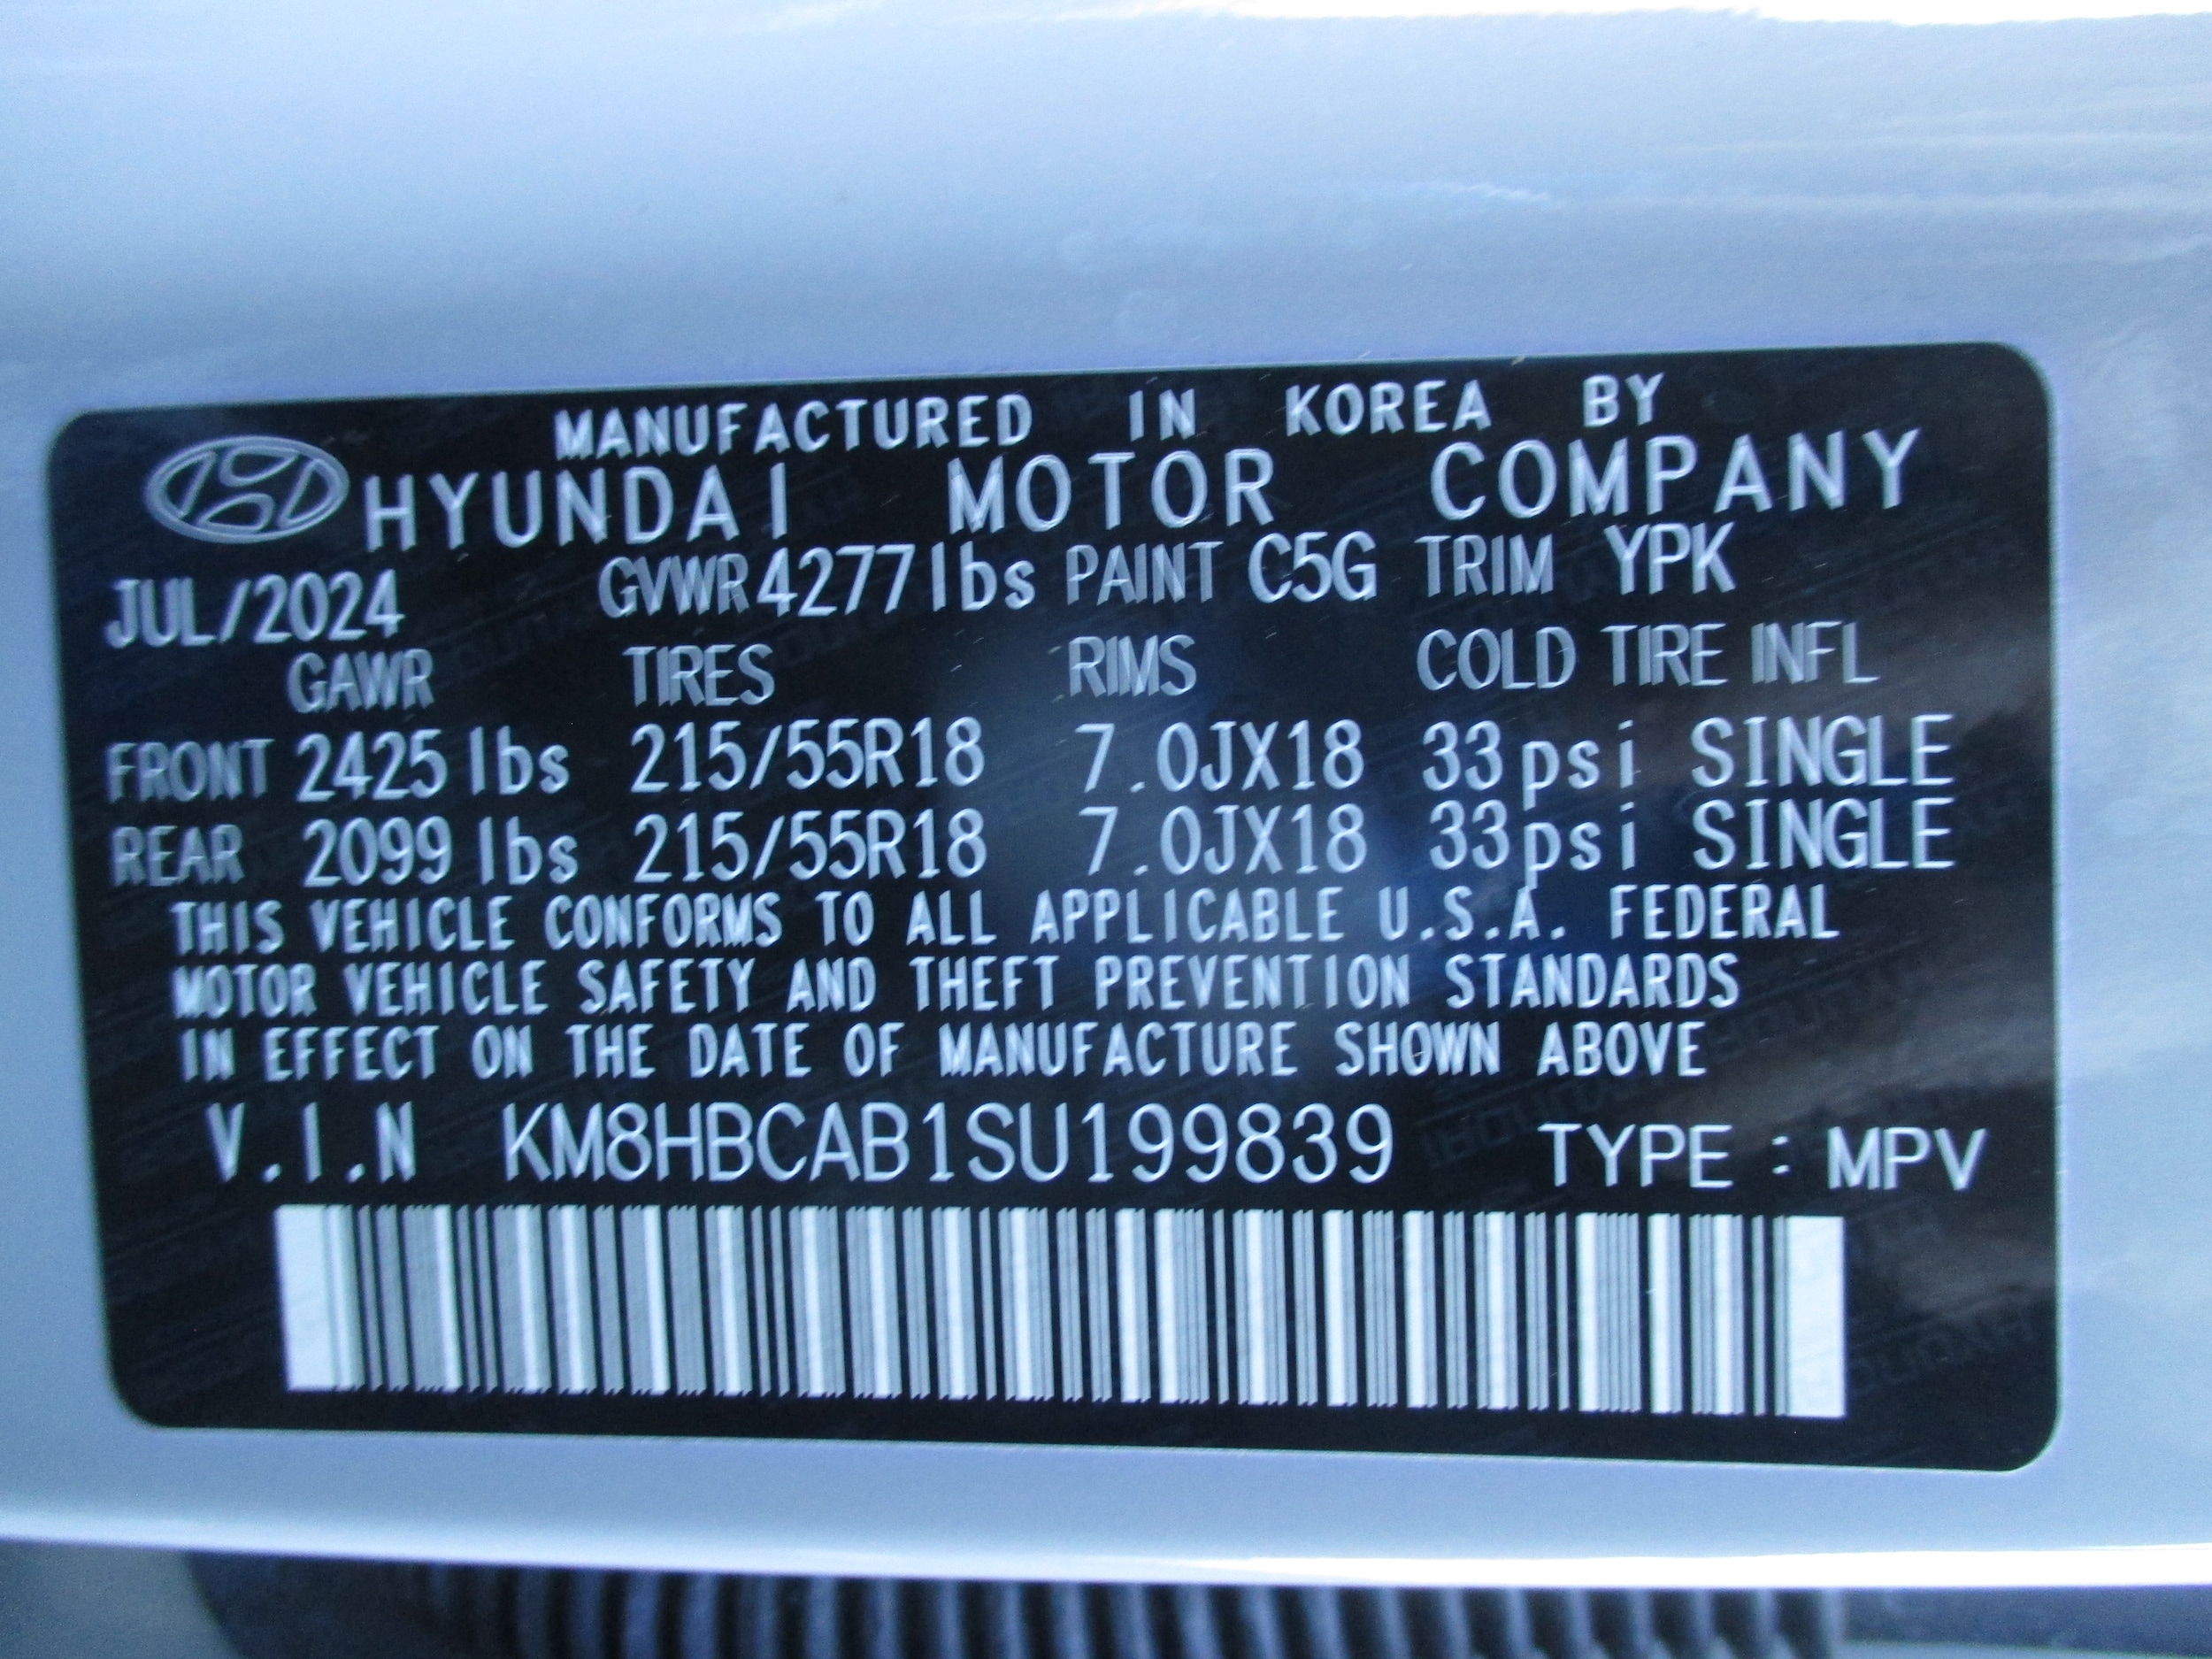 MANUFACTURED IN KOREA BY
HYUNDAI MOTOR COMPANY
JUL/2024 GVWR 4277 lbs PAINT C5G TRIM YPK
GAWR TIRES RIMS COLD TIRE INFL
FRONT 2425 lbs 215/55R18 7.0JX18 33psi SINGLE
REAR 2099 lbs 215/55R18 7.0JX18 33psi SINGLE
THIS VEHICLE CONFORMS TO ALL APPLICABLE U.S.A. FEDERAL
MOTOR VEHICLE SAFETY AND THEFT PREVENTION STANDARDS
IN EFFECT ON THE DATE OF MANUFACTURE SHOWN ABOVE
V.I.N KM8HBCAB1SU199839 TYPE : MPV